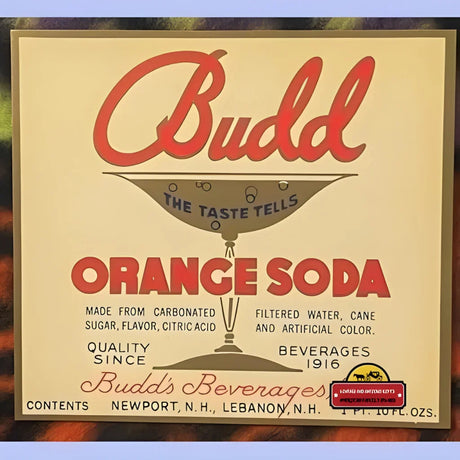 Budd
THE TASTE TELLS
ORANGE SODA
MADE FROM CARBONATED FILTERED WATER, CANE
SUGAR, FLAVOR, CITRIC ACID AND ARTIFICIAL COLOR.
QUALITY BEVERAGES
SINCE 1916
Budd's Beverages
CONTENTS NEWPORT, N.H., LEBANON, N.H. 1 PT. 10 FL. OZS.